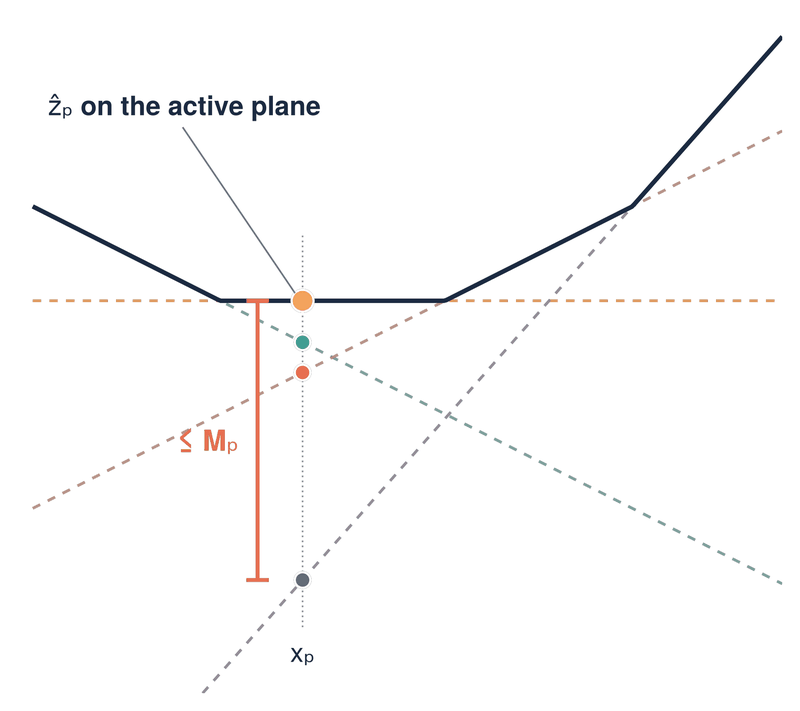 ẑₚ on the active plane
≤ Mₚ
xₚ